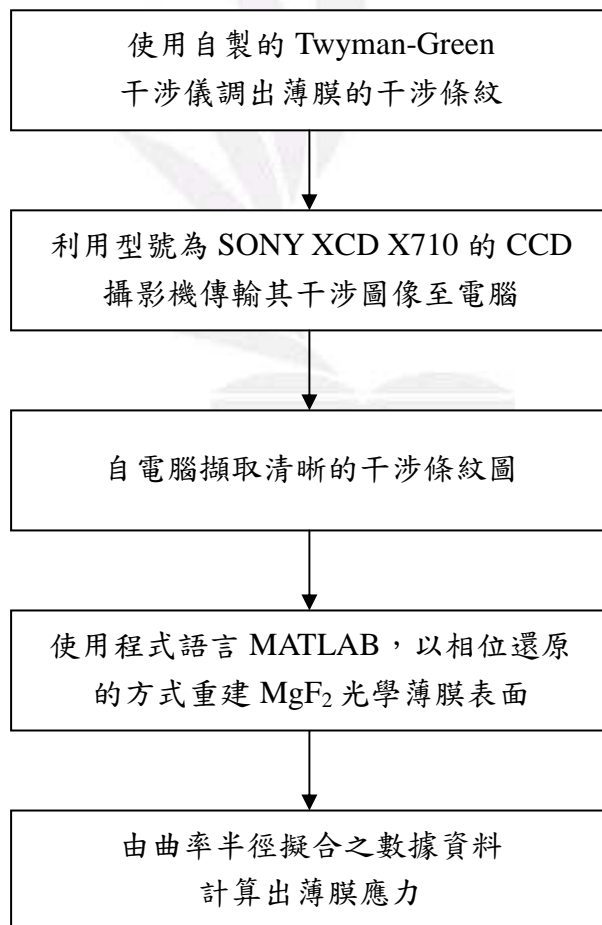 使用自製的 Twyman-Green
干涉儀調出薄膜的干涉條紋
利用型號為 SONY XCD X710 的 CCD
攝影機傳輸其干涉圖像至電腦
自電腦擷取清晰的干涉條紋圖
使用程式語言 MATLAB，以相位還原
的方式重建 MgF₂ 光學薄膜表面
由曲率半徑擬合之數據資料
計算出薄膜應力